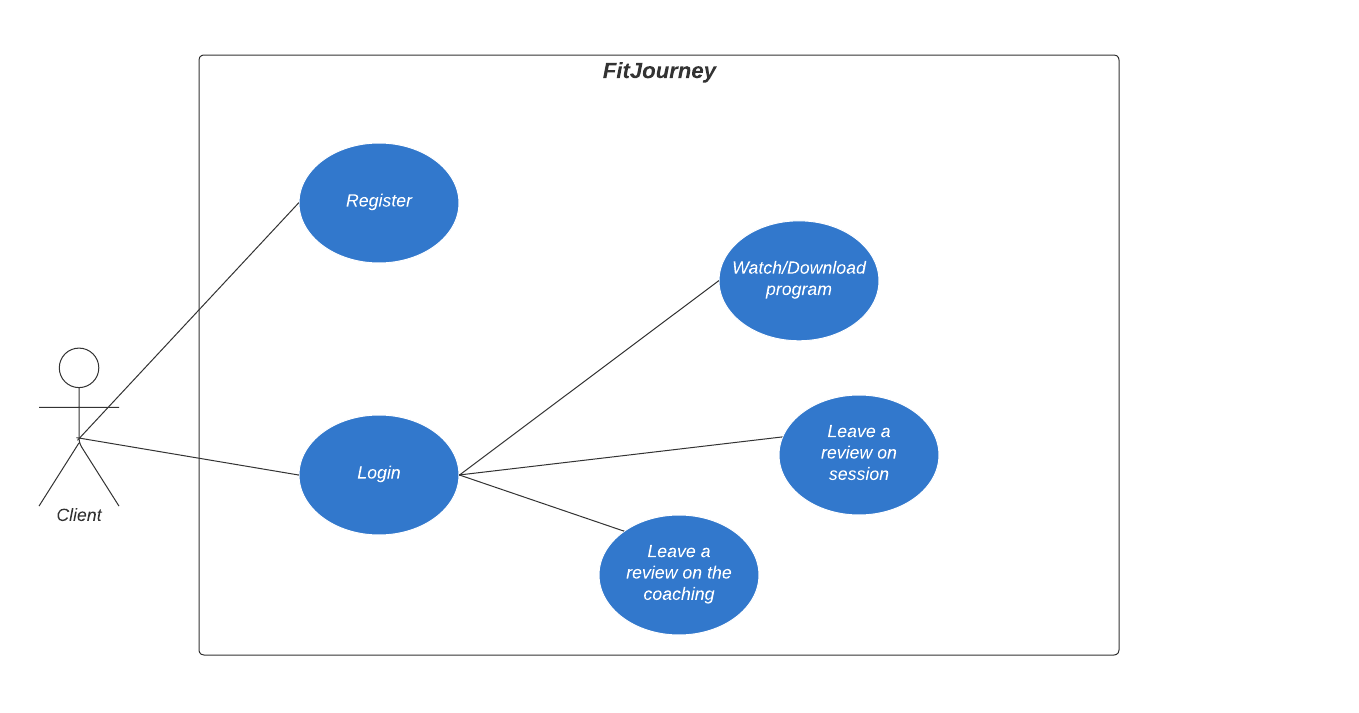 FitJourney
Register
Watch/Download
program
Leave a
review on
session
Login
Leave a
review on the
coaching
Client